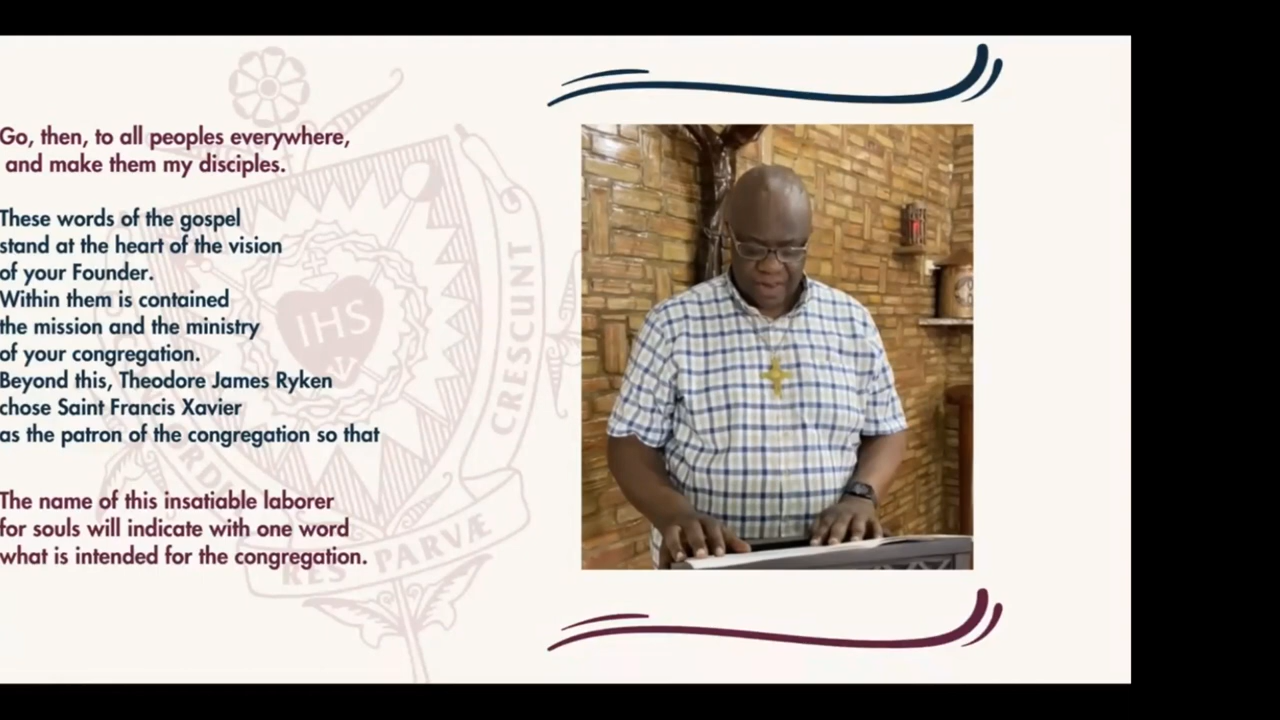 Go, then, to all peoples everywhere,
and make them my disciples.
These words of the gospel
stand at the heart of the vision
of your Founder.
Within them is contained
the mission and the ministry
of your congregation.
Beyond this, Theodore James Ryken
chose Saint Francis Xavier
as the patron of the congregation so that
The name of this insatiable laborer
for souls will indicate with one word
what is intended for the congregation.
IHS
RES PARVÆ
CRESCUNT